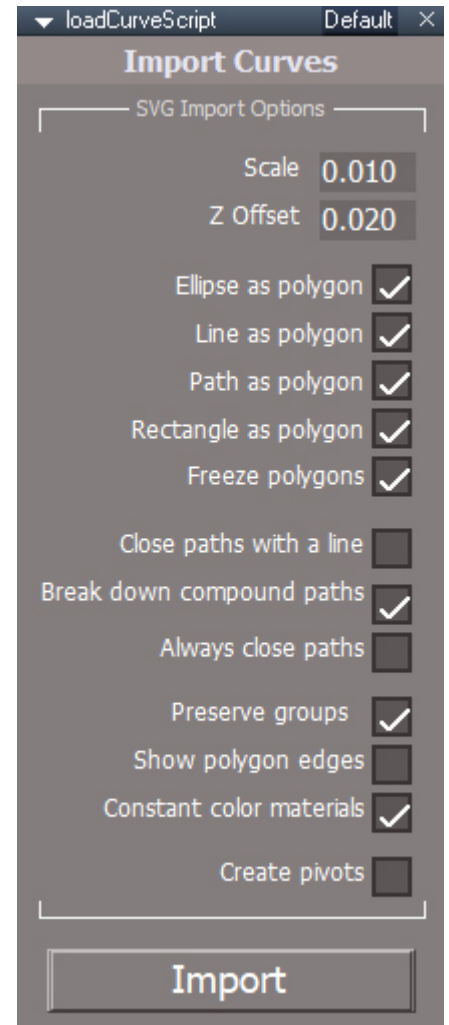 loadCurveScript Default
Import Curves
SVG Import Options
Scale 0.010
Z Offset 0.020
Ellipse as polygon
Line as polygon
Path as polygon
Rectangle as polygon
Freeze polygons
Close paths with a line
Break down compound paths
Always close paths
Preserve groups
Show polygon edges
Constant color materials
Create pivots
Import